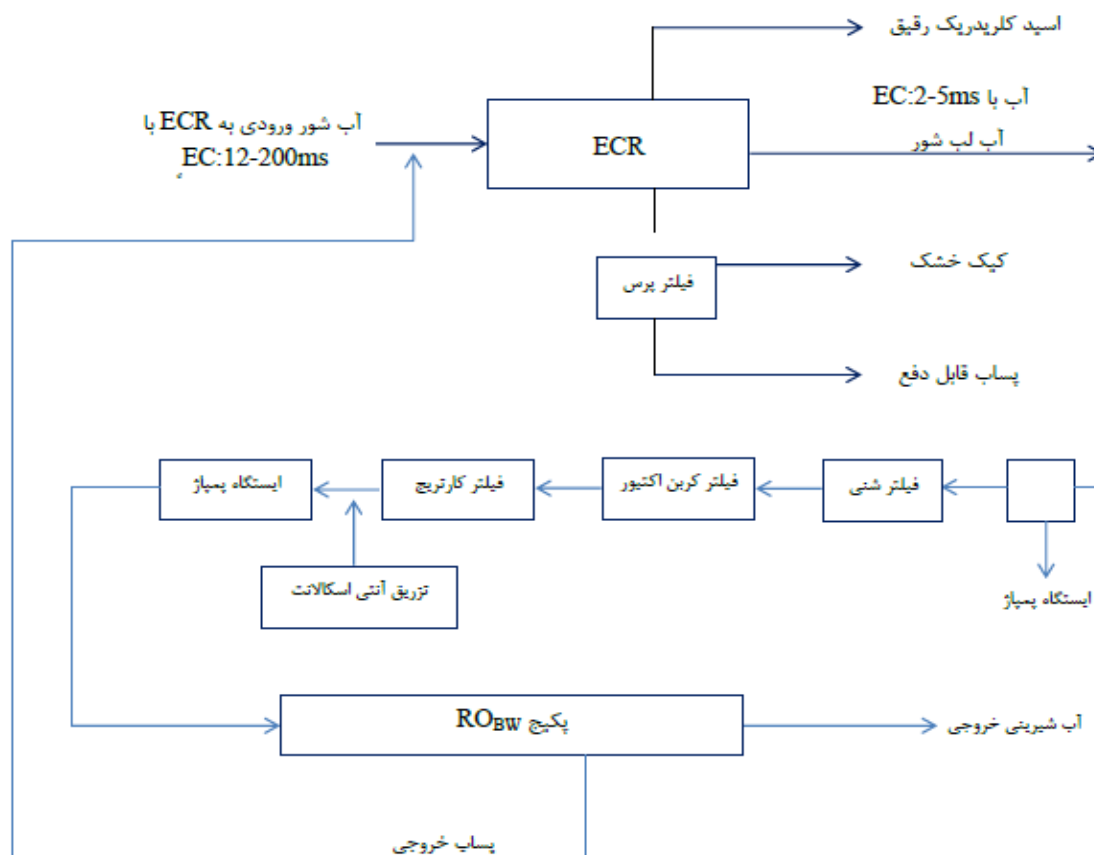 اسید کلریدریک رقیق
آب با EC:2-5ms
آب لب شور
ECR
آب شور ورودی به ECR با
EC:12-200ms
کیک خشک
فیلتر پرس
پساب قابل دفع
فیلتر شنی
فیلتر کربن اکتیور
فیلتر کارتریج
ایستگاه پمپاژ
تزریق آنتی اسکالانت
ایستگاه پمپاژ
پکیج ROBW
آب شیرینی خروجی
پساب خروجی